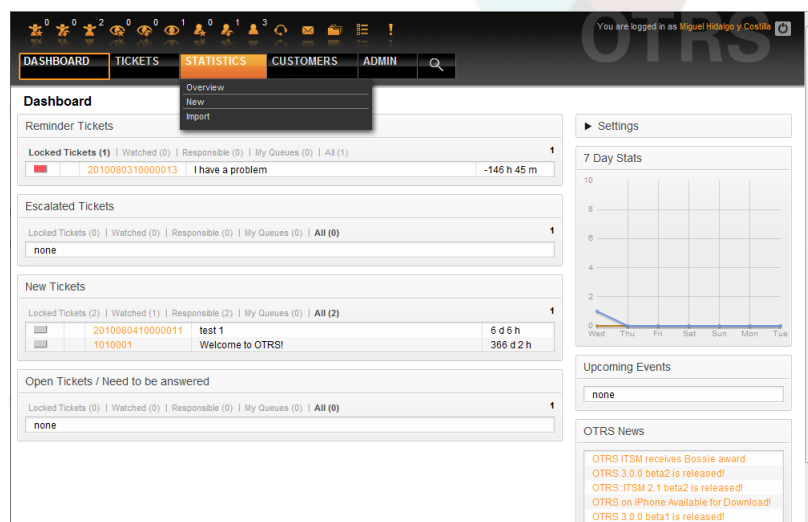 0 0 2 0 0 1 0 1 3 !
You are logged in as Miguel Hidalgo y Costilla
OTRS
DASHBOARD TICKETS STATISTICS CUSTOMERS ADMIN
Overview
New
Import
Dashboard
Reminder Tickets
Locked Tickets (1) | Watched (0) | Responsible (0) | My Queues (0) | All (1) 1
2010080310000013 I have a problem -146 h 45 m
Escalated Tickets
Locked Tickets (0) | Watched (0) | Responsible (0) | My Queues (0) | All (0) 1
none
New Tickets
Locked Tickets (2) | Watched (1) | Responsible (2) | My Queues (0) | All (2) 1
2010080410000011 test 1 6 d 6 h
1010001 Welcome to OTRS! 366 d 2 h
Open Tickets / Need to be answered
Locked Tickets (0) | Watched (0) | Responsible (0) | My Queues (0) | All (0) 1
none
Settings
7 Day Stats
10
8
6
4
2
0
Wed Thu Fri Sat Sun Mon Tue
Upcoming Events
none
OTRS News
OTRS ITSM receives Bossie award
OTRS 3.0.0 beta2 is released!
OTRS::ITSM 2.1 beta2 is released!
OTRS on iPhone Available for Download!
OTRS 3.0.0 beta1 is released!